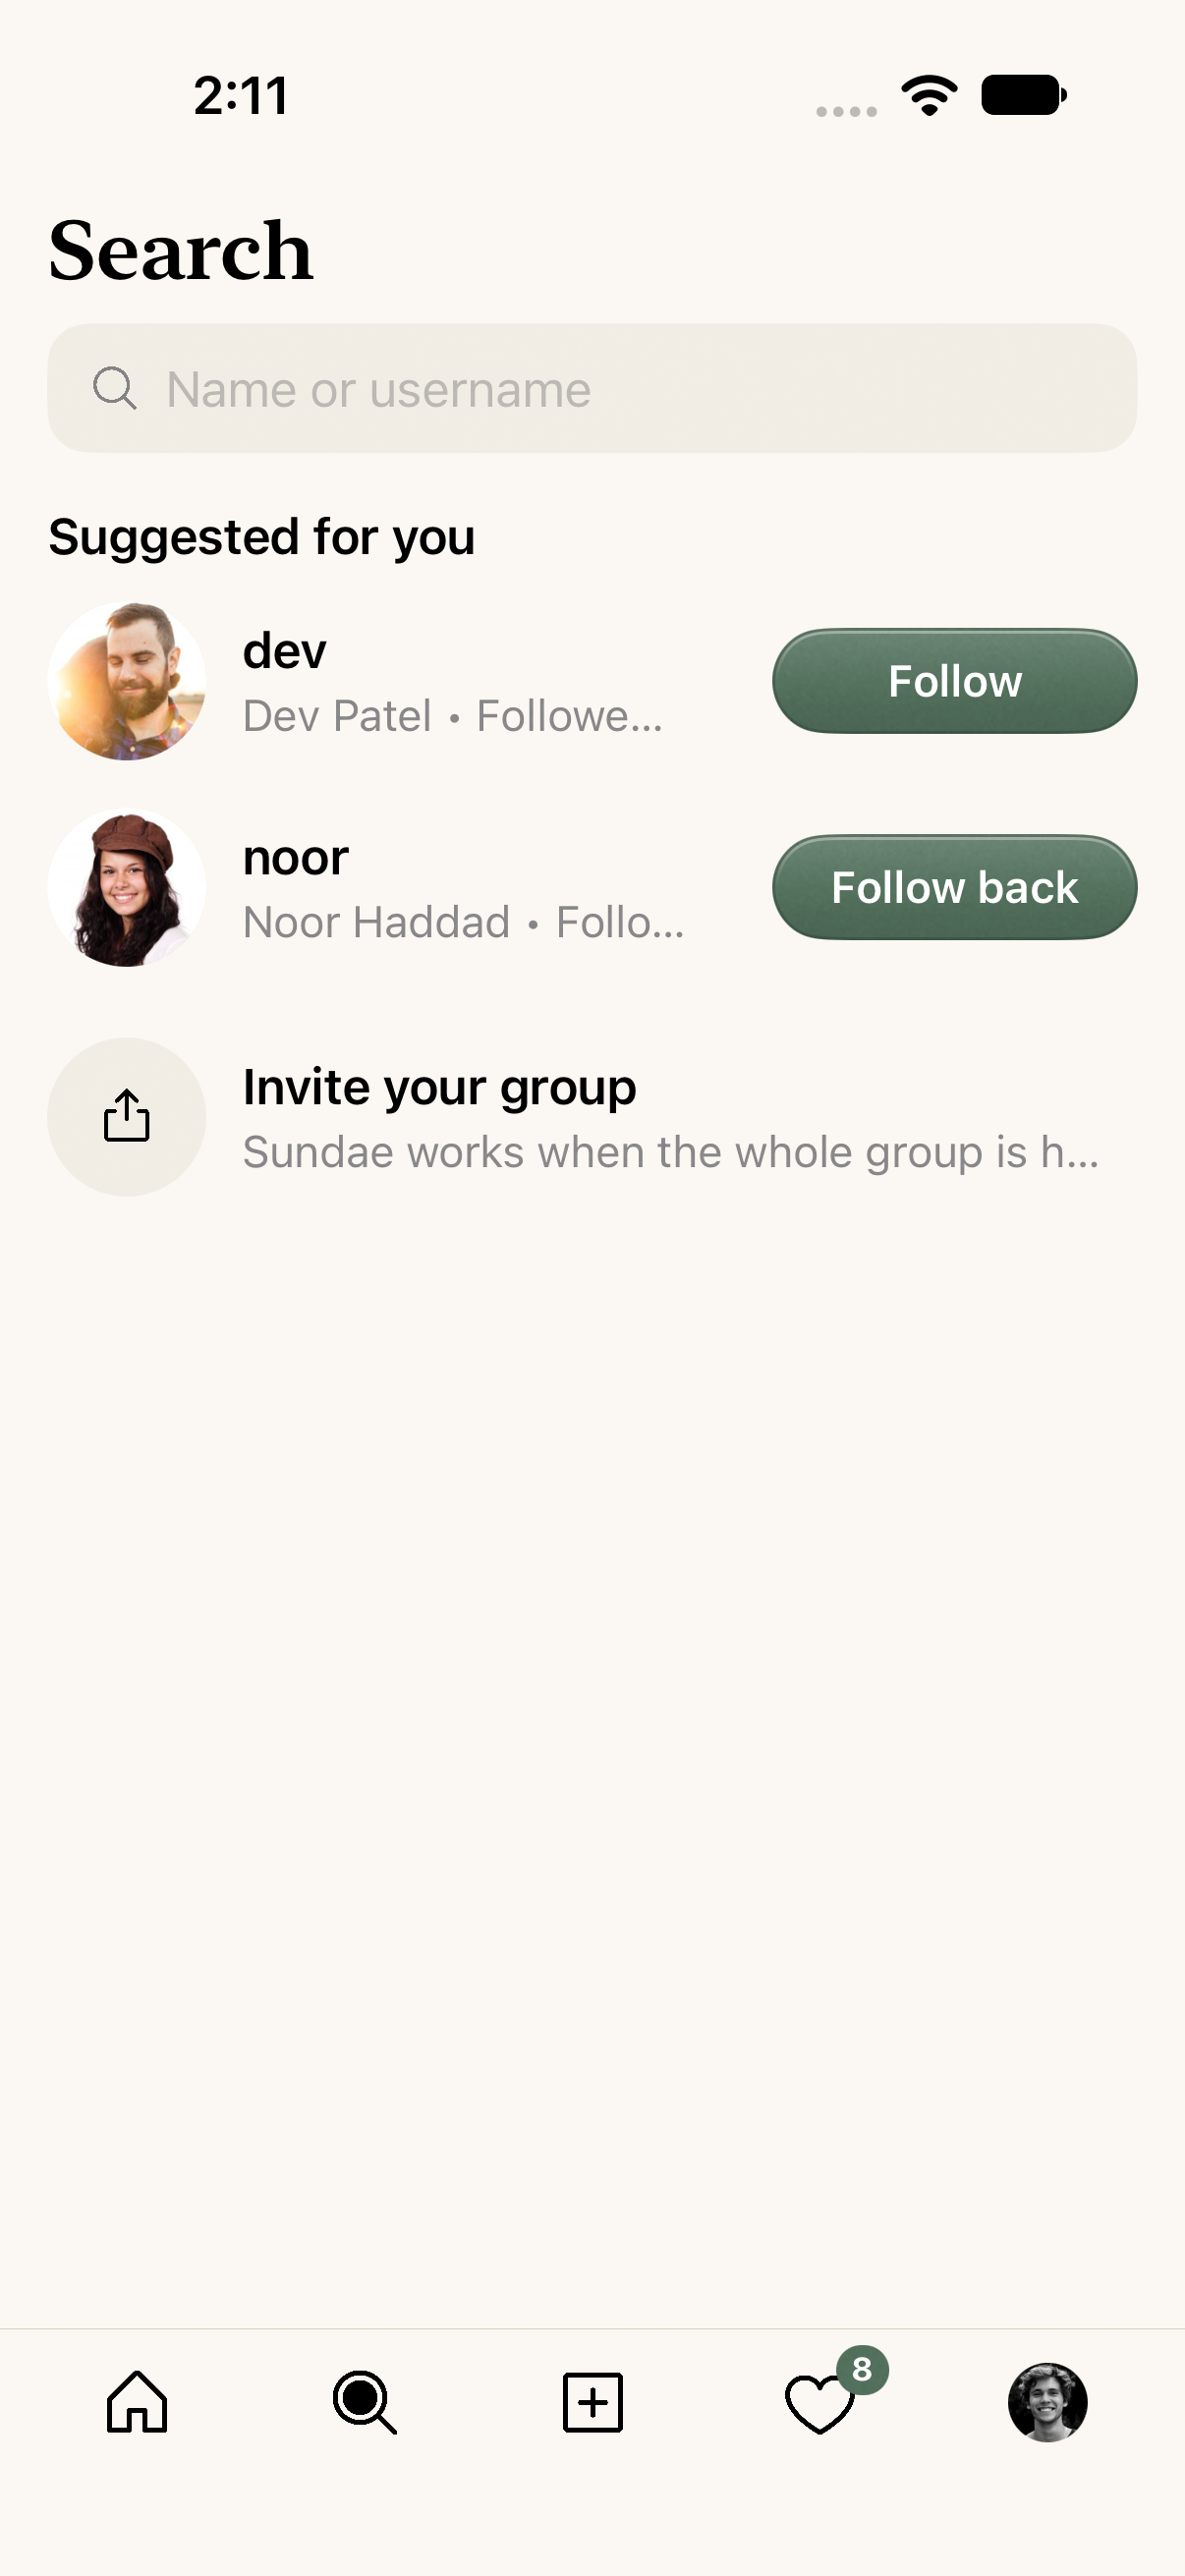 2:11
Search
Name or username
Suggested for you
dev
Dev Patel • Followe...
Follow
noor
Noor Haddad • Follo...
Follow back
Invite your group
Sundae works when the whole group is h...
8